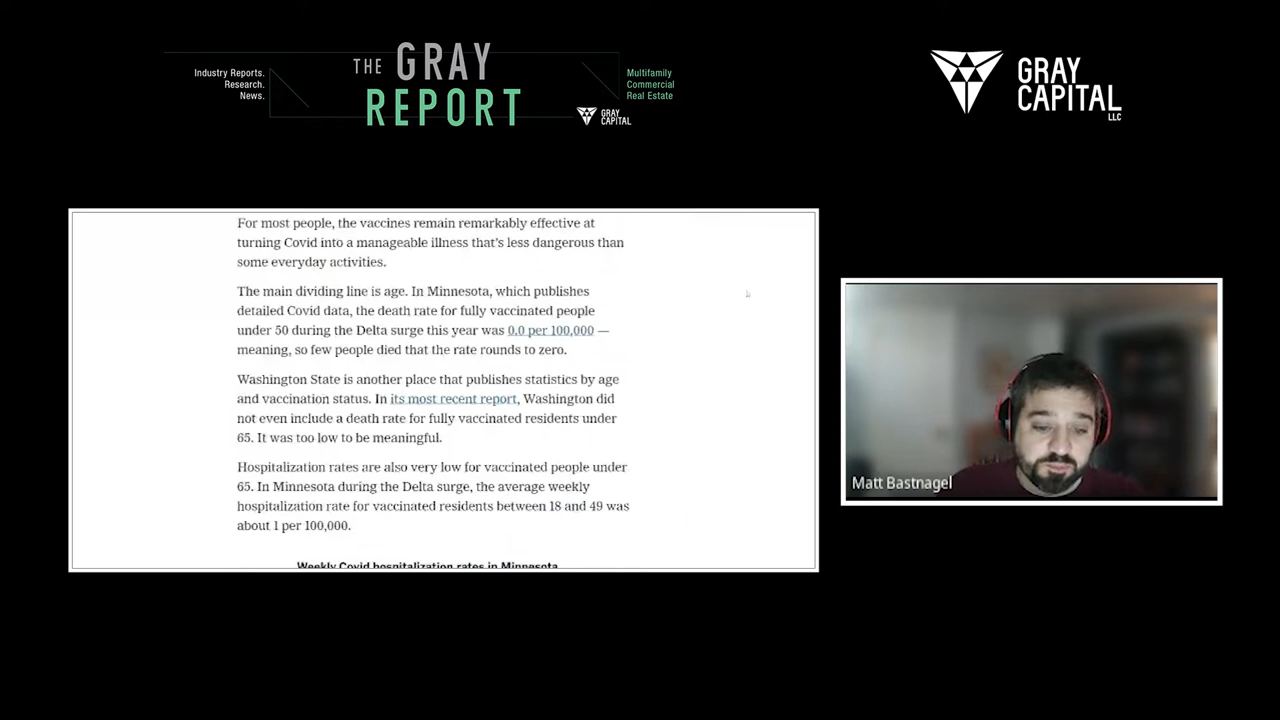 Industry Reports.
Research.
News.
THE GRAY
REPORT
Multifamily
Commercial
Real Estate
GRAY
CAPITAL
GRAY
CAPITAL
LLC
For most people, the vaccines remain remarkably effective at
turning Covid into a manageable illness that's less dangerous than
some everyday activities.
The main dividing line is age. In Minnesota, which publishes
detailed Covid data, the death rate for fully vaccinated people
under 50 during the Delta surge this year was 0.0 per 100,000 —
meaning, so few people died that the rate rounds to zero.
Washington State is another place that publishes statistics by age
and vaccination status. In its most recent report, Washington did
not even include a death rate for fully vaccinated residents under
65. It was too low to be meaningful.
Hospitalization rates are also very low for vaccinated people under
65. In Minnesota during the Delta surge, the average weekly
hospitalization rate for vaccinated residents between 18 and 49 was
about 1 per 100,000.
Weekly Covid hospitalization rates in Minnesota
Matt Bastnagel